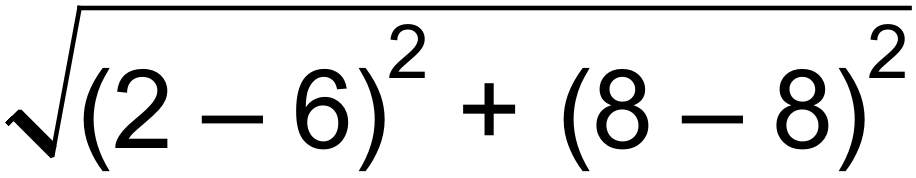 √(2 − 6)² + (8 − 8)²